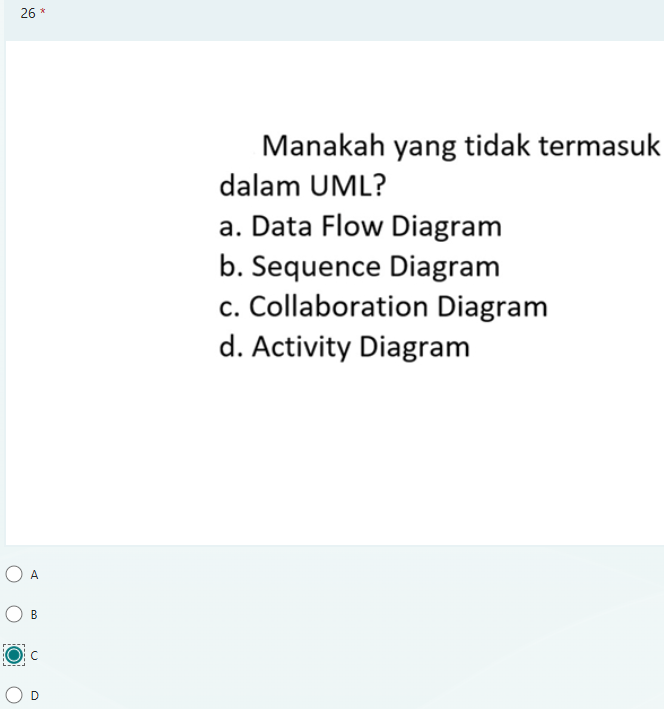 26 *
Manakah yang tidak termasuk
dalam UML?
a. Data Flow Diagram
b. Sequence Diagram
c. Collaboration Diagram
d. Activity Diagram
A
B
C
D